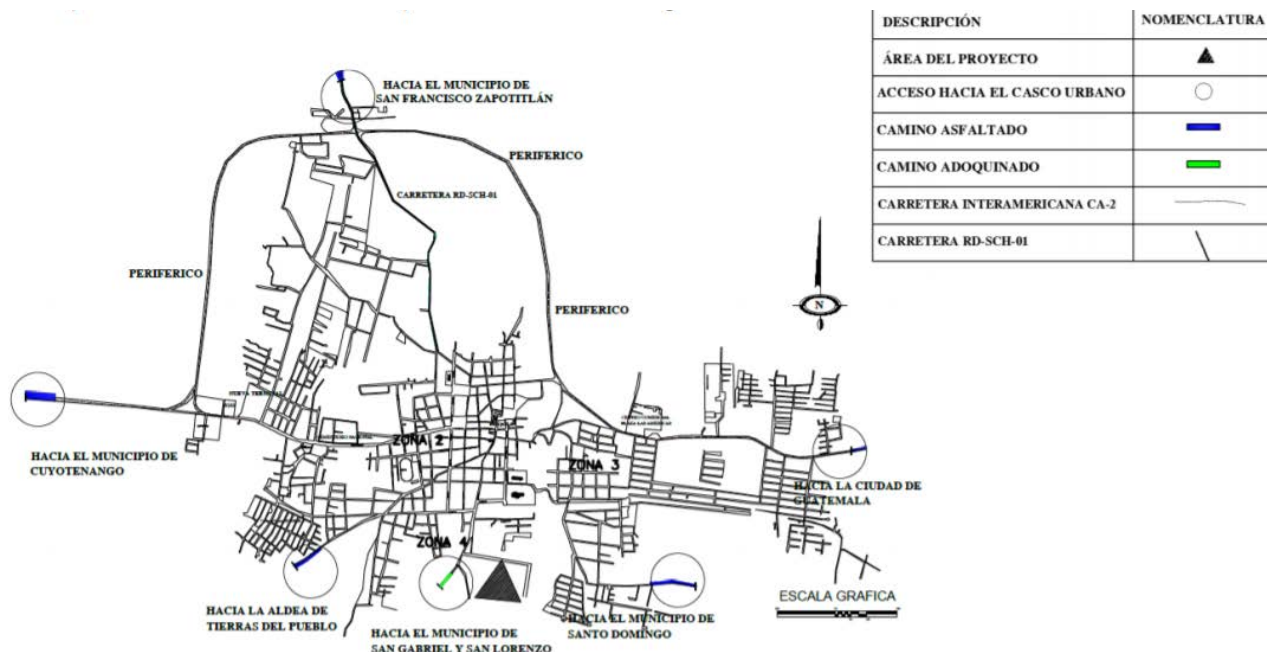 DESCRIPCIÓN NOMENCLATURA
ÁREA DEL PROYECTO
ACCESO HACIA EL CASCO URBANO
CAMINO ASFALTADO
CAMINO ADOQUINADO
CARRETERA INTERAMERICANA CA-2
CARRETERA RD-SCH-01
HACIA EL MUNICIPIO DE
SAN FRANCISCO ZAPOTITLÁN
PERIFERICO
CARRETERA RD-SCH-01
PERIFERICO
PERIFERICO
N
ZONA 2
ZONA 3
HACIA EL MUNICIPIO DE
CUYOTENANGO
HACIA LA CIUDAD DE
GUATEMALA
ZONA 4
ESCALA GRAFICA
HACIA LA ALDEA DE
TIERRAS DEL PUEBLO
HACIA EL MUNICIPIO DE
SAN GABRIEL Y SAN LORENZO
HACIA EL MUNICIPIO DE
SANTO DOMINGO